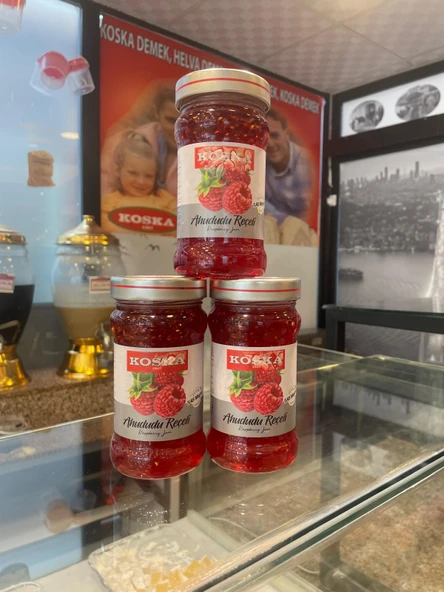 KOSKA DEMEK, HELVA
KOSKA DEMEK
KOSKA
KOSKA
Ahududu Reçeli
Raspberry Jam
KOSKA
Ahududu Reçeli
Raspberry Jam
KOSKA
Ahududu Reçeli
Raspberry Jam